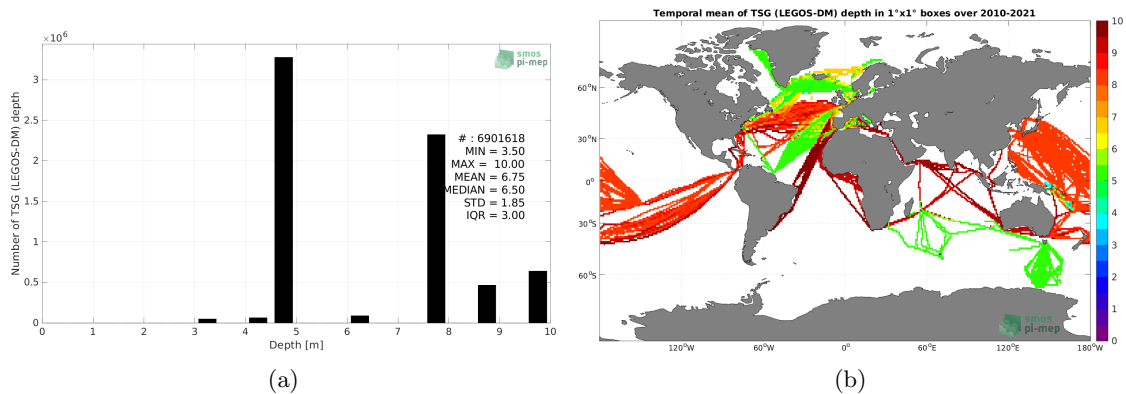 ×10⁶
3
2.5
2
1.5
1
0.5
0
Number of TSG (LEGOS-DM) depth
smos
pi-mep
# : 6901618
MIN = 3.50
MAX = 10.00
MEAN = 6.75
MEDIAN = 6.50
STD = 1.85
IQR = 3.00
0 1 2 3 4 5 6 7 8 9 10
Depth [m]
(a)
Temporal mean of TSG (LEGOS-DM) depth in 1°x1° boxes over 2010-2021
60°N
30°N
0°
30°S
60°S
120°W 60°W 0° 60°E 120°E 180°W
smos
pi-mep
10
9
8
7
6
5
4
3
2
1
0
(b)